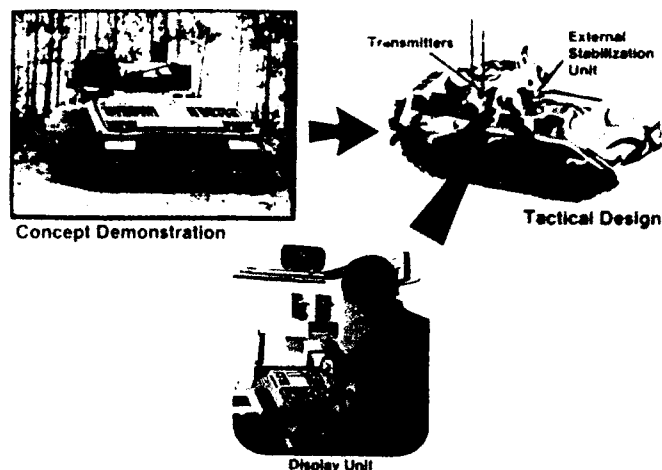 Transmitters
External
Stabilization
Unit
Concept Demonstration
Tactical Design
Display Unit